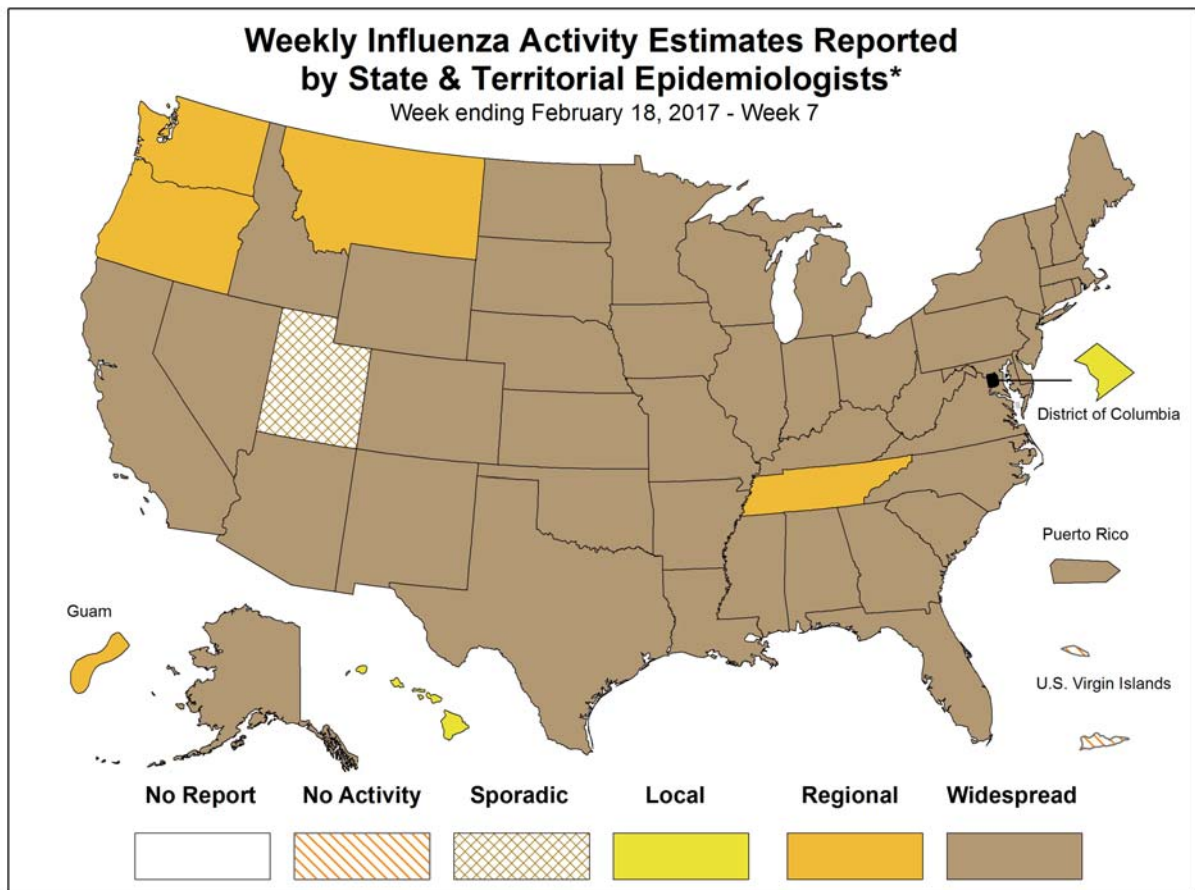 Weekly Influenza Activity Estimates Reported
by State & Territorial Epidemiologists*
Week ending February 18, 2017 - Week 7
District of Columbia
Puerto Rico
Guam
U.S. Virgin Islands
No Report
No Activity
Sporadic
Local
Regional
Widespread